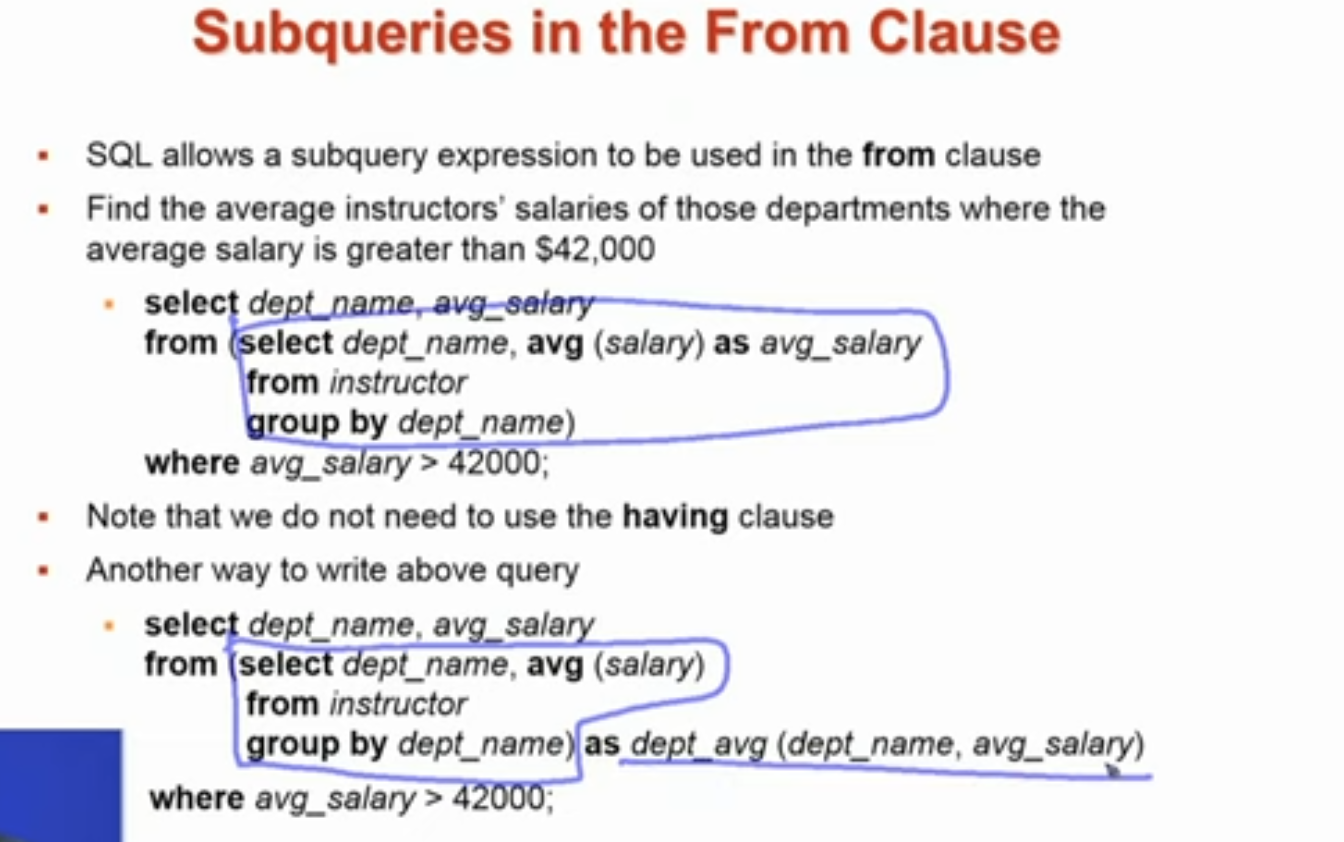 Subqueries in the From Clause
▪ SQL allows a subquery expression to be used in the from clause
▪ Find the average instructors’ salaries of those departments where the
average salary is greater than $42,000
▪ select dept_name, avg_salary
from (select dept_name, avg (salary) as avg_salary
from instructor
group by dept_name)
where avg_salary > 42000;
▪ Note that we do not need to use the having clause
▪ Another way to write above query
▪ select dept_name, avg_salary
from (select dept_name, avg (salary)
from instructor
group by dept_name) as dept_avg (dept_name, avg_salary)
where avg_salary > 42000;